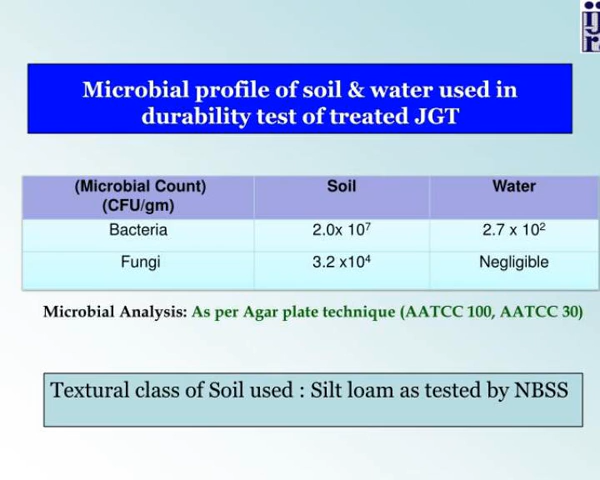 ij
r
Microbial profile of soil & water used in
durability test of treated JGT
(Microbial Count) Soil Water
(CFU/gm)
Bacteria 2.0x 10⁷ 2.7 x 10²
Fungi 3.2 x10⁴ Negligible
Microbial Analysis: As per Agar plate technique (AATCC 100, AATCC 30)
Textural class of Soil used : Silt loam as tested by NBSS